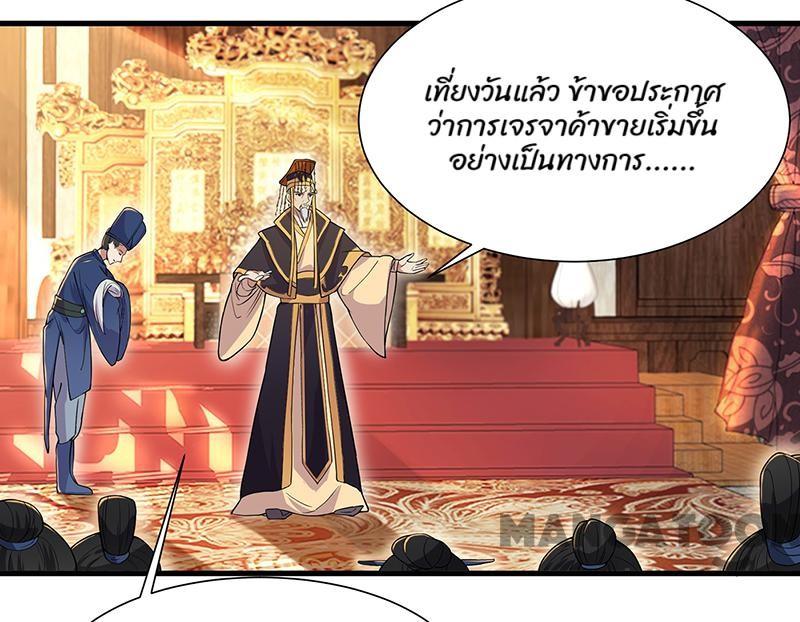 เที่ยงวันแล้ว ข้าขอประกาศ
ว่าการเจรจาค้าขายเริ่มขึ้น
อย่างเป็นทางการ......
MANGATOON